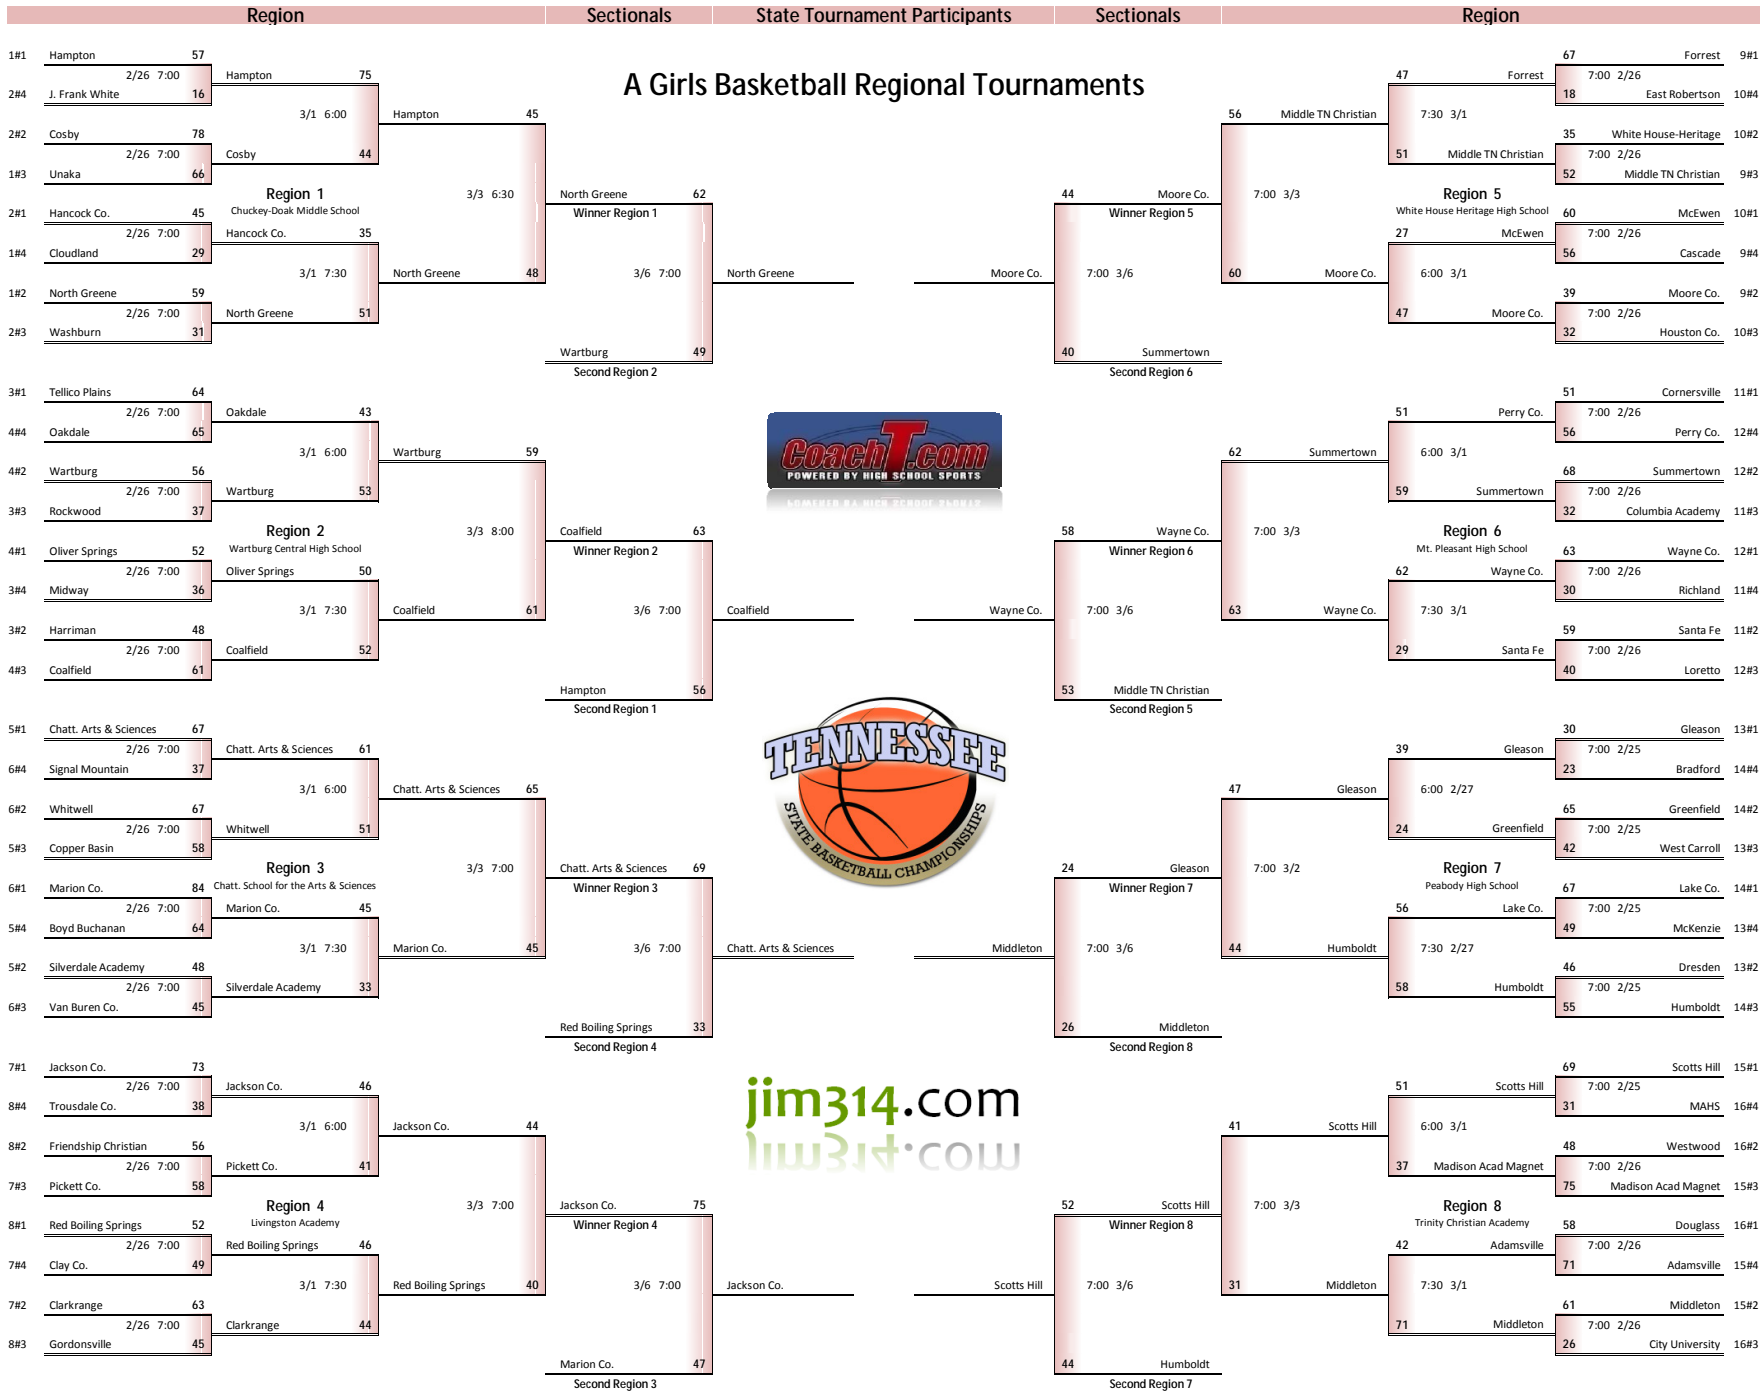 Region Sectionals State Tournament Participants Sectionals Region
A Girls Basketball Regional Tournaments
1#1 Hampton 57
2/26 7:00
2#4 J. Frank White 16
2#2 Cosby 78
2/26 7:00
1#3 Unaka 66
2#1 Hancock Co. 45
2/26 7:00
1#4 Cloudland 29
1#2 North Greene 59
2/26 7:00
2#3 Washburn 31
Hampton 75
3/1 6:00
Cosby 44
Region 1
Chuckey-Doak Middle School
Hancock Co. 35
3/1 7:30
North Greene 51
Hampton 45
3/3 6:30
North Greene 48
North Greene 62
Winner Region 1
3/6 7:00
Wartburg 49
Second Region 2
North Greene
3#1 Tellico Plains 64
2/26 7:00
4#4 Oakdale 65
4#2 Wartburg 56
2/26 7:00
3#3 Rockwood 37
4#1 Oliver Springs 52
2/26 7:00
3#4 Midway 36
3#2 Harriman 48
2/26 7:00
4#3 Coalfield 61
Oakdale 43
3/1 6:00
Wartburg 53
Region 2
Wartburg Central High School
Oliver Springs 50
3/1 7:30
Coalfield 52
Wartburg 59
3/3 8:00
Coalfield 61
Coalfield 63
Winner Region 2
3/6 7:00
Hampton 56
Second Region 1
Coalfield
5#1 Chatt. Arts & Sciences 67
2/26 7:00
6#4 Signal Mountain 37
6#2 Whitwell 67
2/26 7:00
5#3 Copper Basin 58
6#1 Marion Co. 84
2/26 7:00
5#4 Boyd Buchanan 64
5#2 Silverdale Academy 48
2/26 7:00
6#3 Van Buren Co. 45
Chatt. Arts & Sciences 61
3/1 6:00
Whitwell 51
Region 3
Chatt. School for the Arts & Sciences
Marion Co. 45
3/1 7:30
Silverdale Academy 33
Chatt. Arts & Sciences 65
3/3 7:00
Marion Co. 45
Chatt. Arts & Sciences 69
Winner Region 3
3/6 7:00
Red Boiling Springs 33
Second Region 4
Chatt. Arts & Sciences
7#1 Jackson Co. 73
2/26 7:00
8#4 Trousdale Co. 38
8#2 Friendship Christian 56
2/26 7:00
7#3 Pickett Co. 58
8#1 Red Boiling Springs 52
2/26 7:00
7#4 Clay Co. 49
7#2 Clarkrange 63
2/26 7:00
8#3 Gordonsville 45
Jackson Co. 46
3/1 6:00
Pickett Co. 41
Region 4
Livingston Academy
Red Boiling Springs 46
3/1 7:30
Clarkrange 44
Jackson Co. 44
3/3 7:00
Red Boiling Springs 40
Jackson Co. 75
Winner Region 4
3/6 7:00
Marion Co. 47
Second Region 3
Jackson Co.
CoachT.com
POWERED BY HIGH SCHOOL SPORTS
TENNESSEE
STATE BASKETBALL CHAMPIONSHIPS
jim314.com
Moore Co.
44 Moore Co.
Winner Region 5
7:00 3/6
40 Summertown
Second Region 6
56 Middle TN Christian
7:00 3/3
60 Moore Co.
47 Forrest
7:30 3/1
51 Middle TN Christian
Region 5
White House Heritage High School
27 McEwen
6:00 3/1
47 Moore Co.
67 Forrest 9#1
7:00 2/26
18 East Robertson 10#4
35 White House-Heritage 10#2
7:00 2/26
52 Middle TN Christian 9#3
60 McEwen 10#1
7:00 2/26
56 Cascade 9#4
39 Moore Co. 9#2
7:00 2/26
32 Houston Co. 10#3
Wayne Co.
58 Wayne Co.
Winner Region 6
7:00 3/6
53 Middle TN Christian
Second Region 5
62 Summertown
7:00 3/3
63 Wayne Co.
51 Perry Co.
6:00 3/1
59 Summertown
Region 6
Mt. Pleasant High School
62 Wayne Co.
7:30 3/1
29 Santa Fe
51 Cornersville 11#1
7:00 2/26
56 Perry Co. 12#4
68 Summertown 12#2
7:00 2/26
32 Columbia Academy 11#3
63 Wayne Co. 12#1
7:00 2/26
30 Richland 11#4
59 Santa Fe 11#2
7:00 2/26
40 Loretto 12#3
Middleton
24 Gleason
Winner Region 7
7:00 3/6
26 Middleton
Second Region 8
47 Gleason
7:00 3/2
44 Humboldt
39 Gleason
6:00 2/27
24 Greenfield
Region 7
Peabody High School
56 Lake Co.
7:30 2/27
58 Humboldt
30 Gleason 13#1
7:00 2/25
23 Bradford 14#4
65 Greenfield 14#2
7:00 2/25
42 West Carroll 13#3
67 Lake Co. 14#1
7:00 2/25
49 McKenzie 13#4
46 Dresden 13#2
7:00 2/25
55 Humboldt 14#3
Scotts Hill
52 Scotts Hill
Winner Region 8
7:00 3/6
44 Humboldt
Second Region 7
41 Scotts Hill
7:00 3/3
31 Middleton
51 Scotts Hill
6:00 3/1
37 Madison Acad Magnet
Region 8
Trinity Christian Academy
42 Adamsville
7:30 3/1
71 Middleton
69 Scotts Hill 15#1
7:00 2/25
31 MAHS 16#4
48 Westwood 16#2
7:00 2/26
75 Madison Acad Magnet 15#3
58 Douglass 16#1
7:00 2/26
71 Adamsville 15#4
61 Middleton 15#2
7:00 2/26
26 City University 16#3